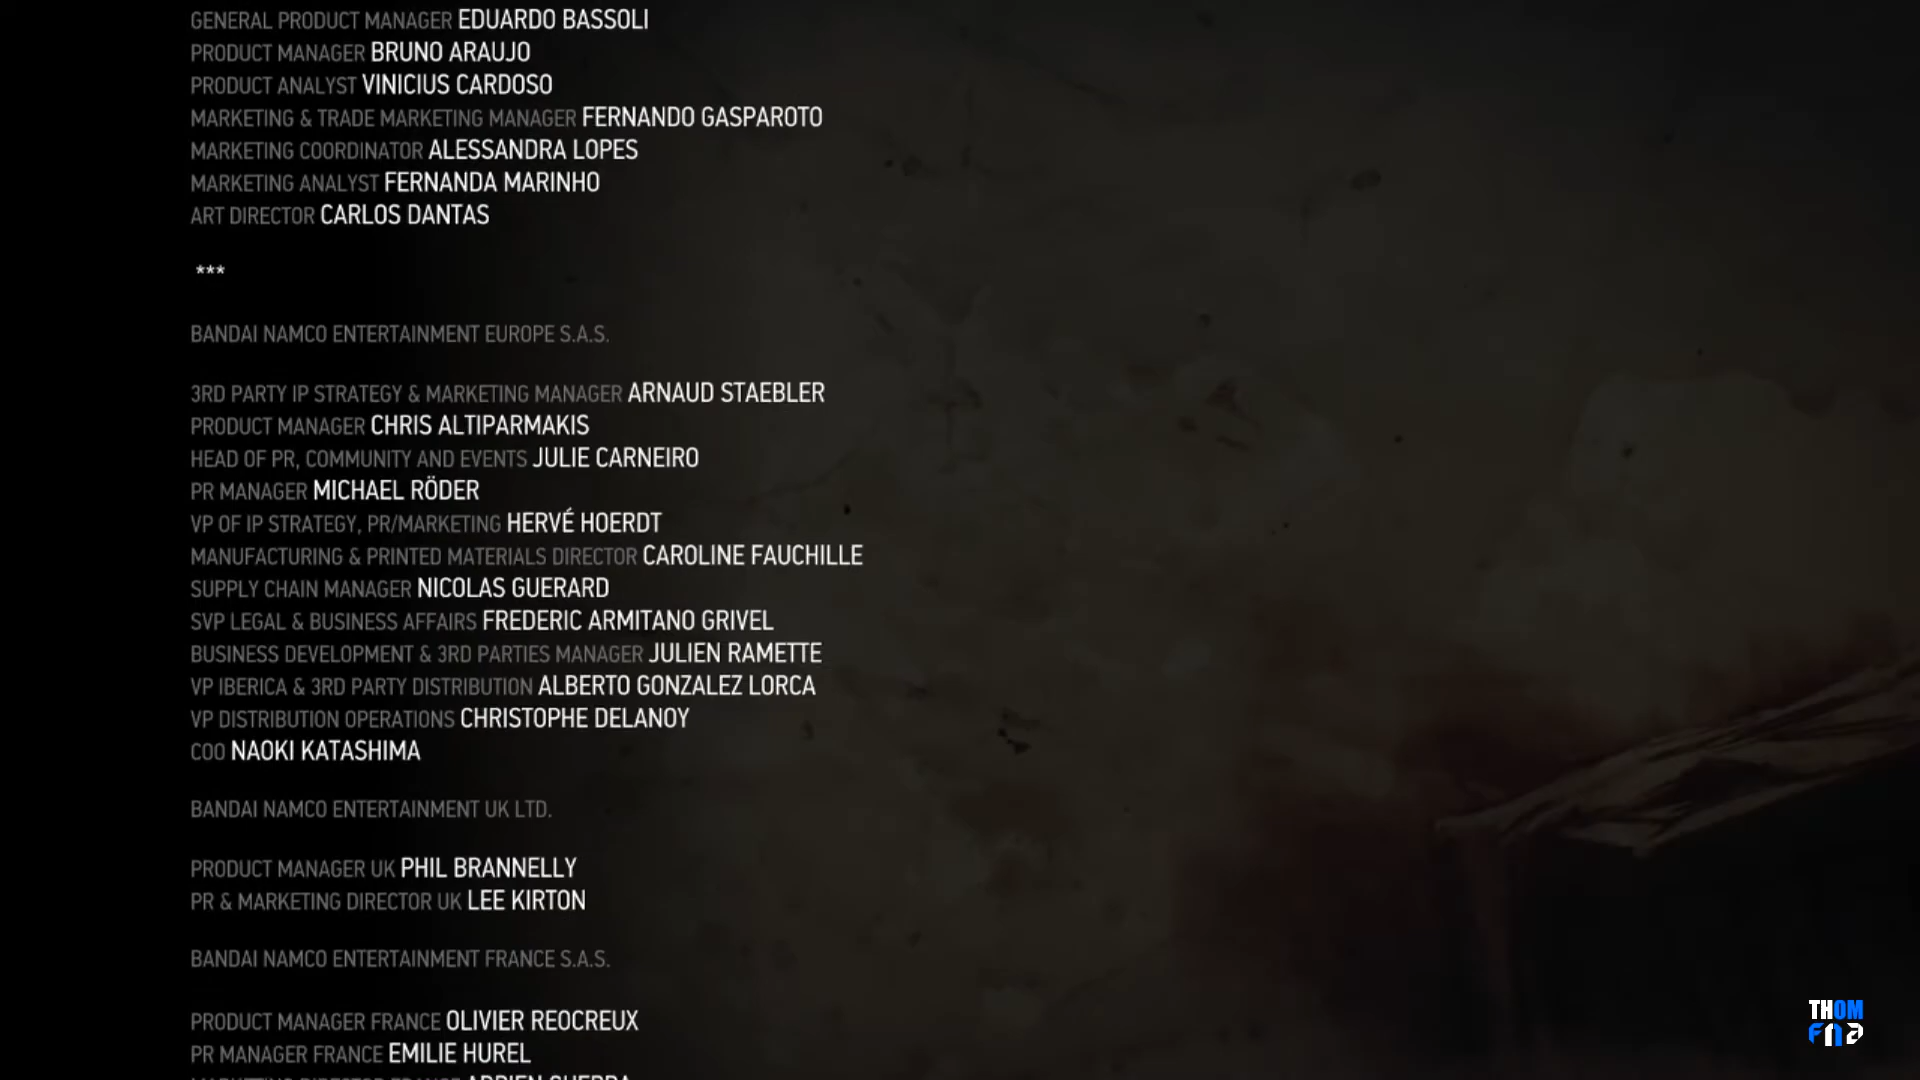 GENERAL PRODUCT MANAGER EDUARDO BASSOLI
PRODUCT MANAGER BRUNO ARAUJO
PRODUCT ANALYST VINICIUS CARDOSO
MARKETING & TRADE MARKETING MANAGER FERNANDO GASPAROTO
MARKETING COORDINATOR ALESSANDRA LOPES
MARKETING ANALYST FERNANDA MARINHO
ART DIRECTOR CARLOS DANTAS
***
BANDAI NAMCO ENTERTAINMENT EUROPE S.A.S.
3RD PARTY IP STRATEGY & MARKETING MANAGER ARNAUD STAEBLER
PRODUCT MANAGER CHRIS ALTIPARMAKIS
HEAD OF PR, COMMUNITY AND EVENTS JULIE CARNEIRO
PR MANAGER MICHAEL RÖDER
VP OF IP STRATEGY, PR/MARKETING HERVÉ HOERDT
MANUFACTURING & PRINTED MATERIALS DIRECTOR CAROLINE FAUCHILLE
SUPPLY CHAIN MANAGER NICOLAS GUERARD
SVP LEGAL & BUSINESS AFFAIRS FREDERIC ARMITANO GRIVEL
BUSINESS DEVELOPMENT & 3RD PARTIES MANAGER JULIEN RAMETTE
VP IBERICA & 3RD PARTY DISTRIBUTION ALBERTO GONZALEZ LORCA
VP DISTRIBUTION OPERATIONS CHRISTOPHE DELANOY
COO NAOKI KATASHIMA
BANDAI NAMCO ENTERTAINMENT UK LTD.
PRODUCT MANAGER UK PHIL BRANNELLY
PR & MARKETING DIRECTOR UK LEE KIRTON
BANDAI NAMCO ENTERTAINMENT FRANCE S.A.S.
PRODUCT MANAGER FRANCE OLIVIER REOCREUX
PR MANAGER FRANCE EMILIE HUREL
THOM